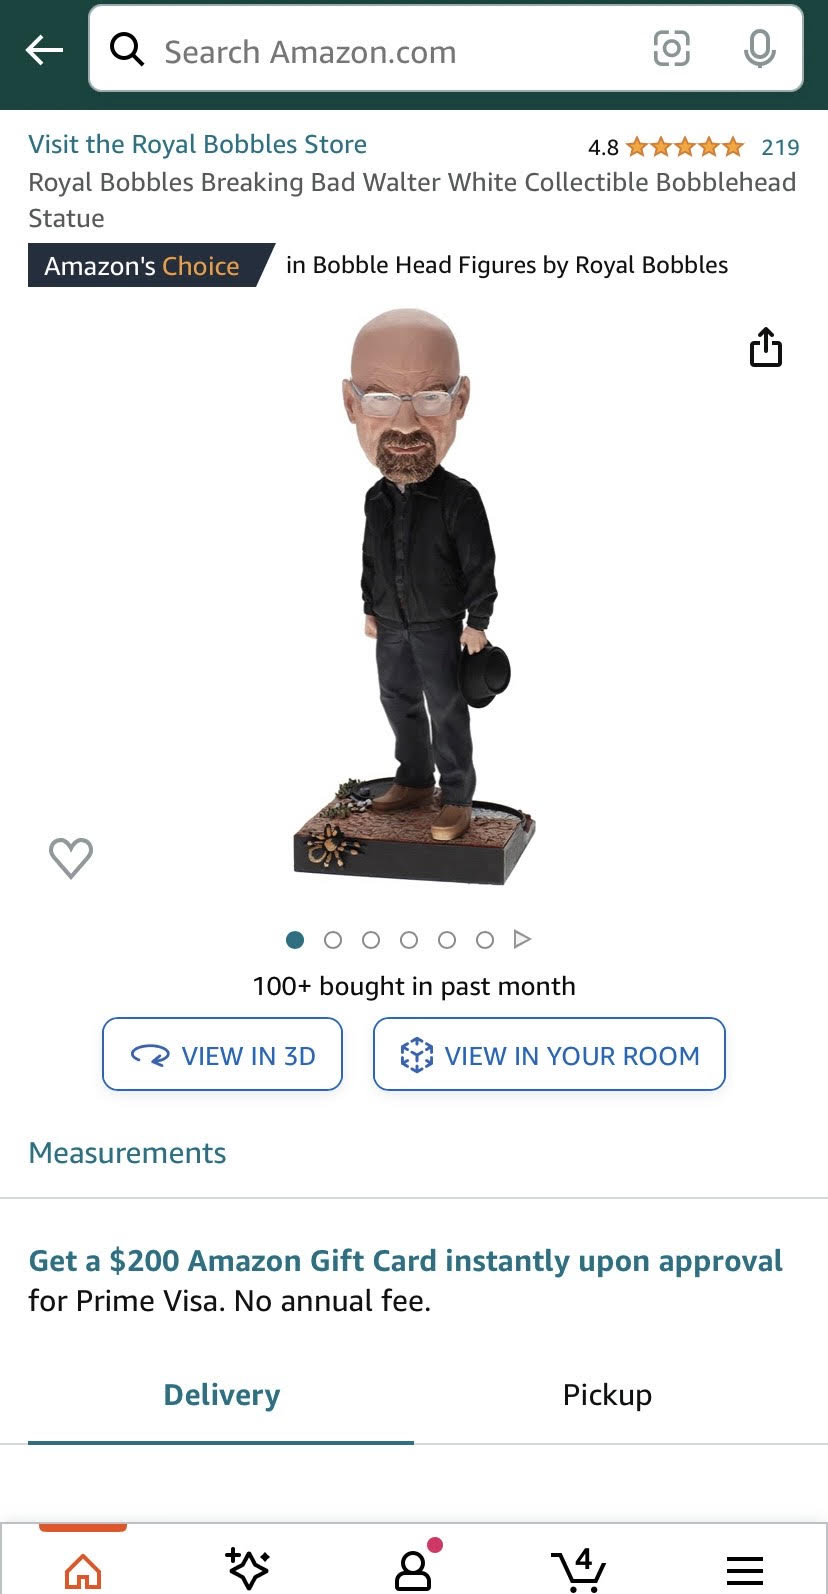 Search Amazon.com
Visit the Royal Bobbles Store
4.8 219
Royal Bobbles Breaking Bad Walter White Collectible Bobblehead
Statue
Amazon's Choice in Bobble Head Figures by Royal Bobbles
100+ bought in past month
VIEW IN 3D
VIEW IN YOUR ROOM
Measurements
Get a $200 Amazon Gift Card instantly upon approval
for Prime Visa. No annual fee.
Delivery
Pickup
4